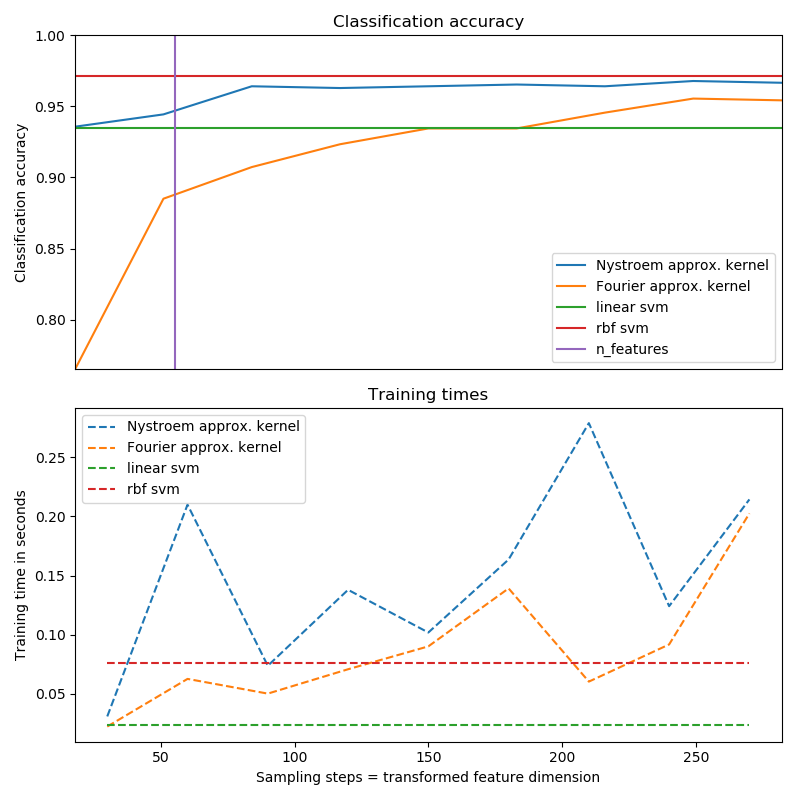 Classification accuracy
1.00
0.95
0.90
0.85
0.80
Classification accuracy
Nystroem approx. kernel
Fourier approx. kernel
linear svm
rbf svm
n_features
Training times
Nystroem approx. kernel
Fourier approx. kernel
linear svm
rbf svm
0.25
0.20
0.15
0.10
0.05
Training time in seconds
50
100
150
200
250
Sampling steps = transformed feature dimension